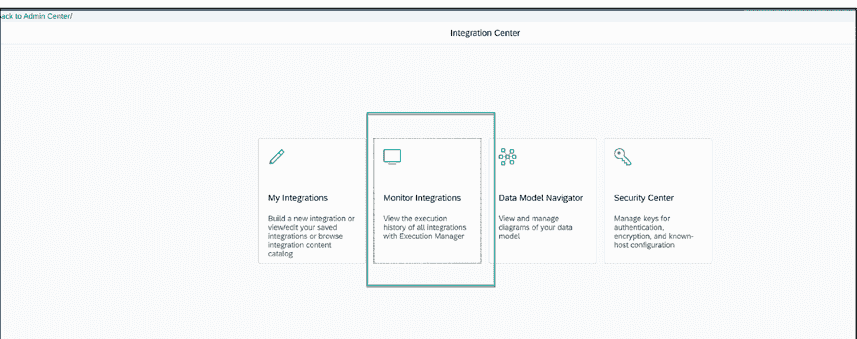 ack to Admin Center/
Integration Center
My Integrations
Build a new integration or
view/edit your saved
integrations or browse
integration content
catalog
Monitor Integrations
View the execution
history of all integrations
with Execution Manager
Data Model Navigator
View and manage
diagrams of your data
model
Security Center
Manage keys for
authentication,
encryption, and known-
host configuration